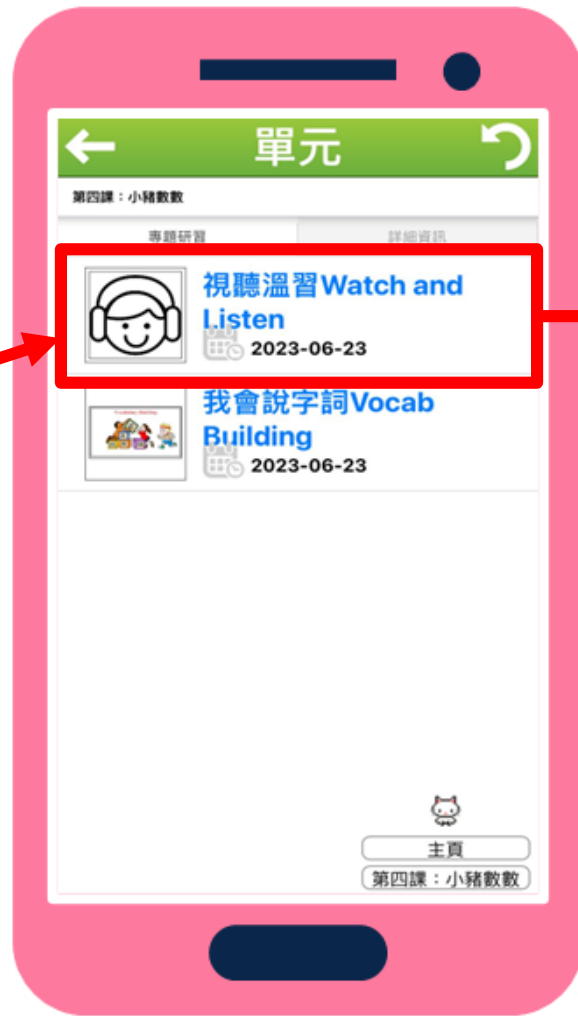 單元
第四課：小豬數數
專題研習 詳細資訊
視聽溫習Watch and
Listen
2023-06-23
我會說字詞Vocab
Building
2023-06-23
主頁
第四課：小豬數數